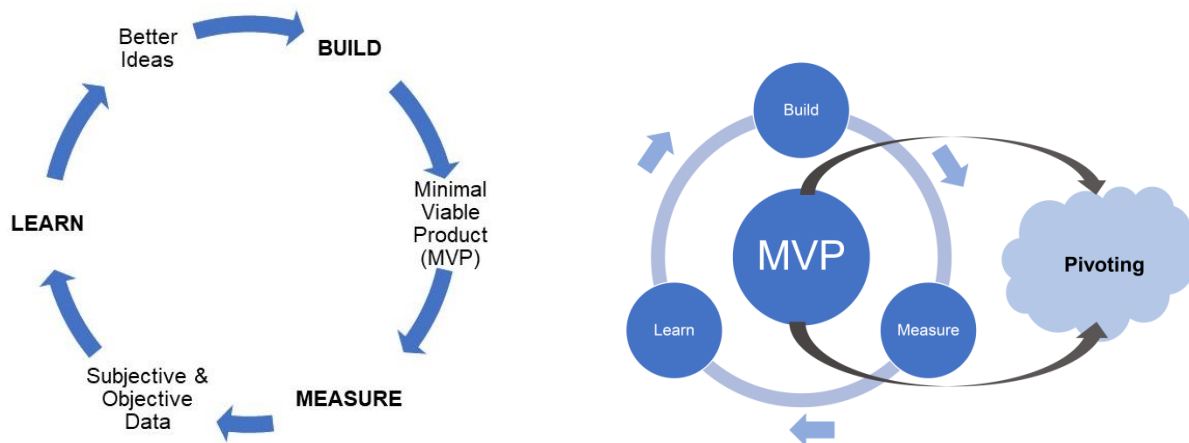 Better
Ideas
BUILD
Minimal
Viable
Product
(MVP)
MEASURE
Subjective &
Objective
Data
LEARN
Build
MVP
Pivoting
Learn
Measure